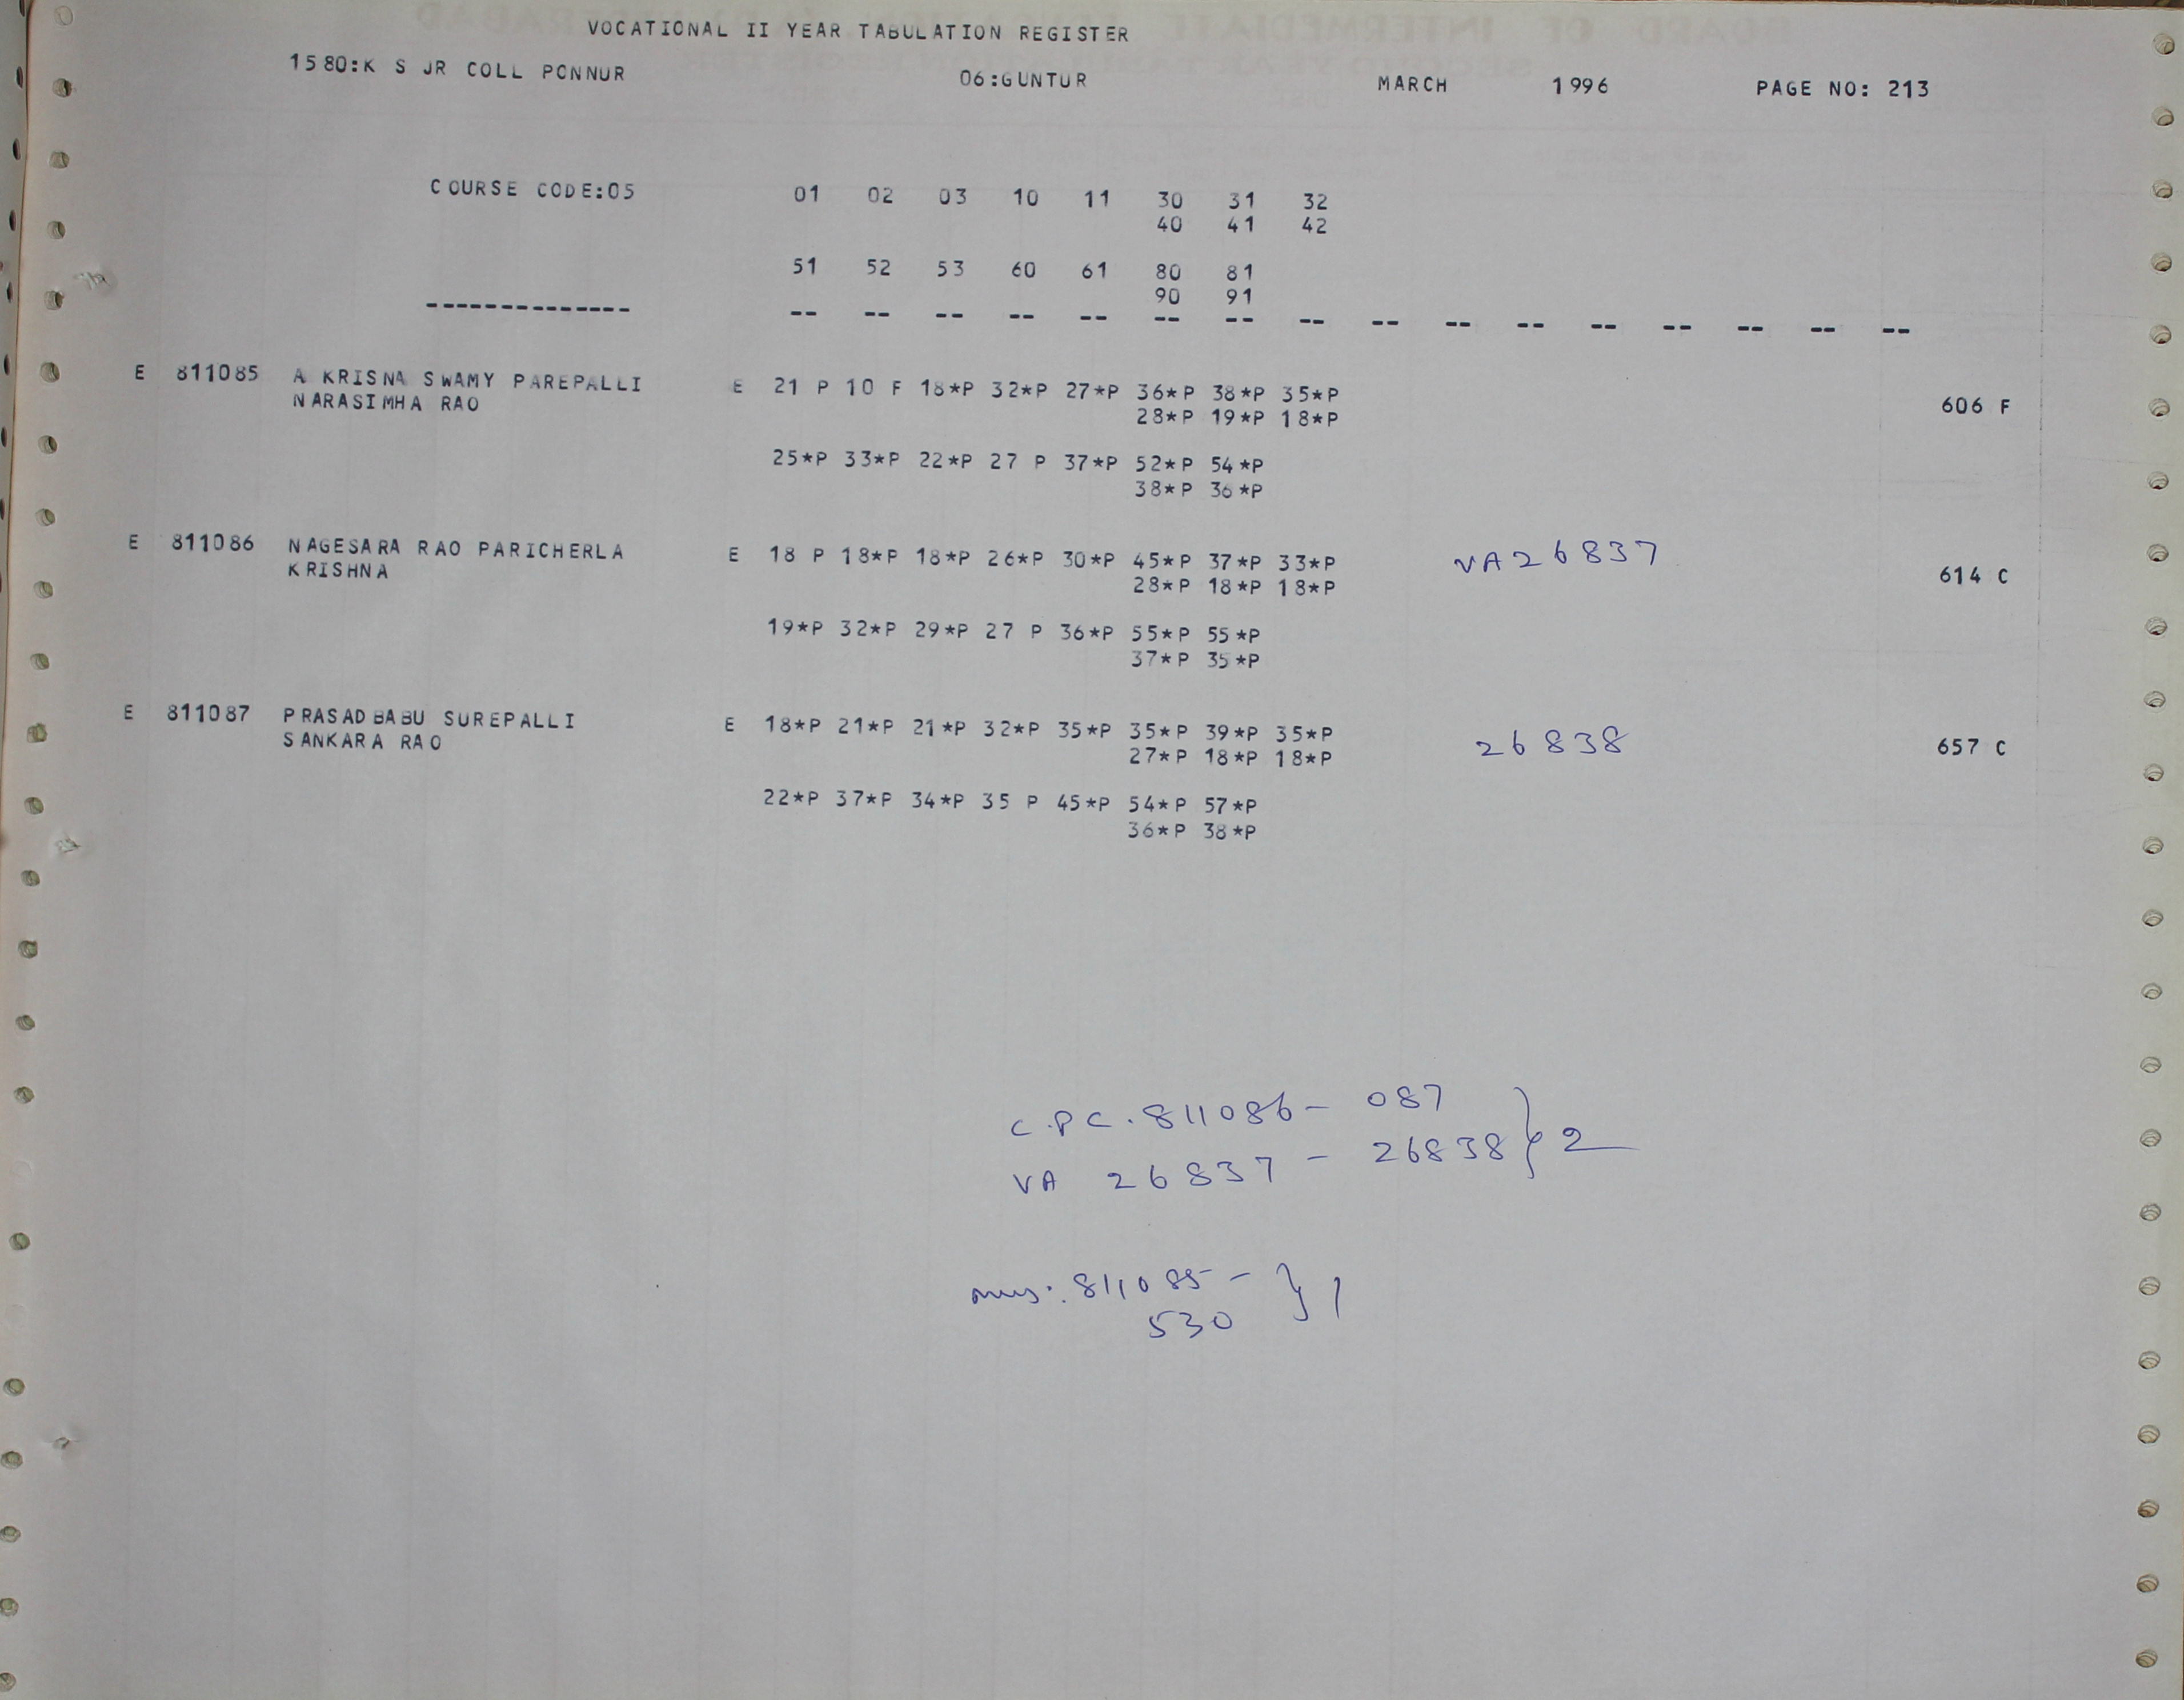 VOCATIONAL II YEAR TABULATION REGISTER
1580:K S JR COLL PONNUR 06:GUNTUR MARCH 1996 PAGE NO: 213
COURSE CODE:05 01 02 03 10 11 30 31 32
40 41 42
51 52 53 60 61 80 81
90 91
-------------- -- -- -- -- -- -- -- -- -- -- -- -- -- -- -- --
E 811085 A KRISNA SWAMY PAREPALLI E 21 P 10 F 18*P 32*P 27*P 36*P 38*P 35*P
NARASIMHA RAO 28*P 19*P 18*P 606 F
25*P 33*P 22*P 27 P 37*P 52*P 54*P
38*P 36*P
E 811086 NAGESARA RAO PARICHERLA E 18 P 18*P 18*P 26*P 30*P 45*P 37*P 33*P VA26837
KRISHNA 28*P 18*P 18*P 614 C
19*P 32*P 29*P 27 P 36*P 55*P 55*P
37*P 35*P
E 811087 PRASADBABU SUREPALLI E 18*P 21*P 21*P 32*P 35*P 35*P 39*P 35*P 26838
SANKARA RAO 27*P 18*P 18*P 657 C
22*P 37*P 34*P 35 P 45*P 54*P 57*P
36*P 38*P
C.P.C. 811086 - 087
VA 26837 - 26838 } 2
811085 - } 1
530